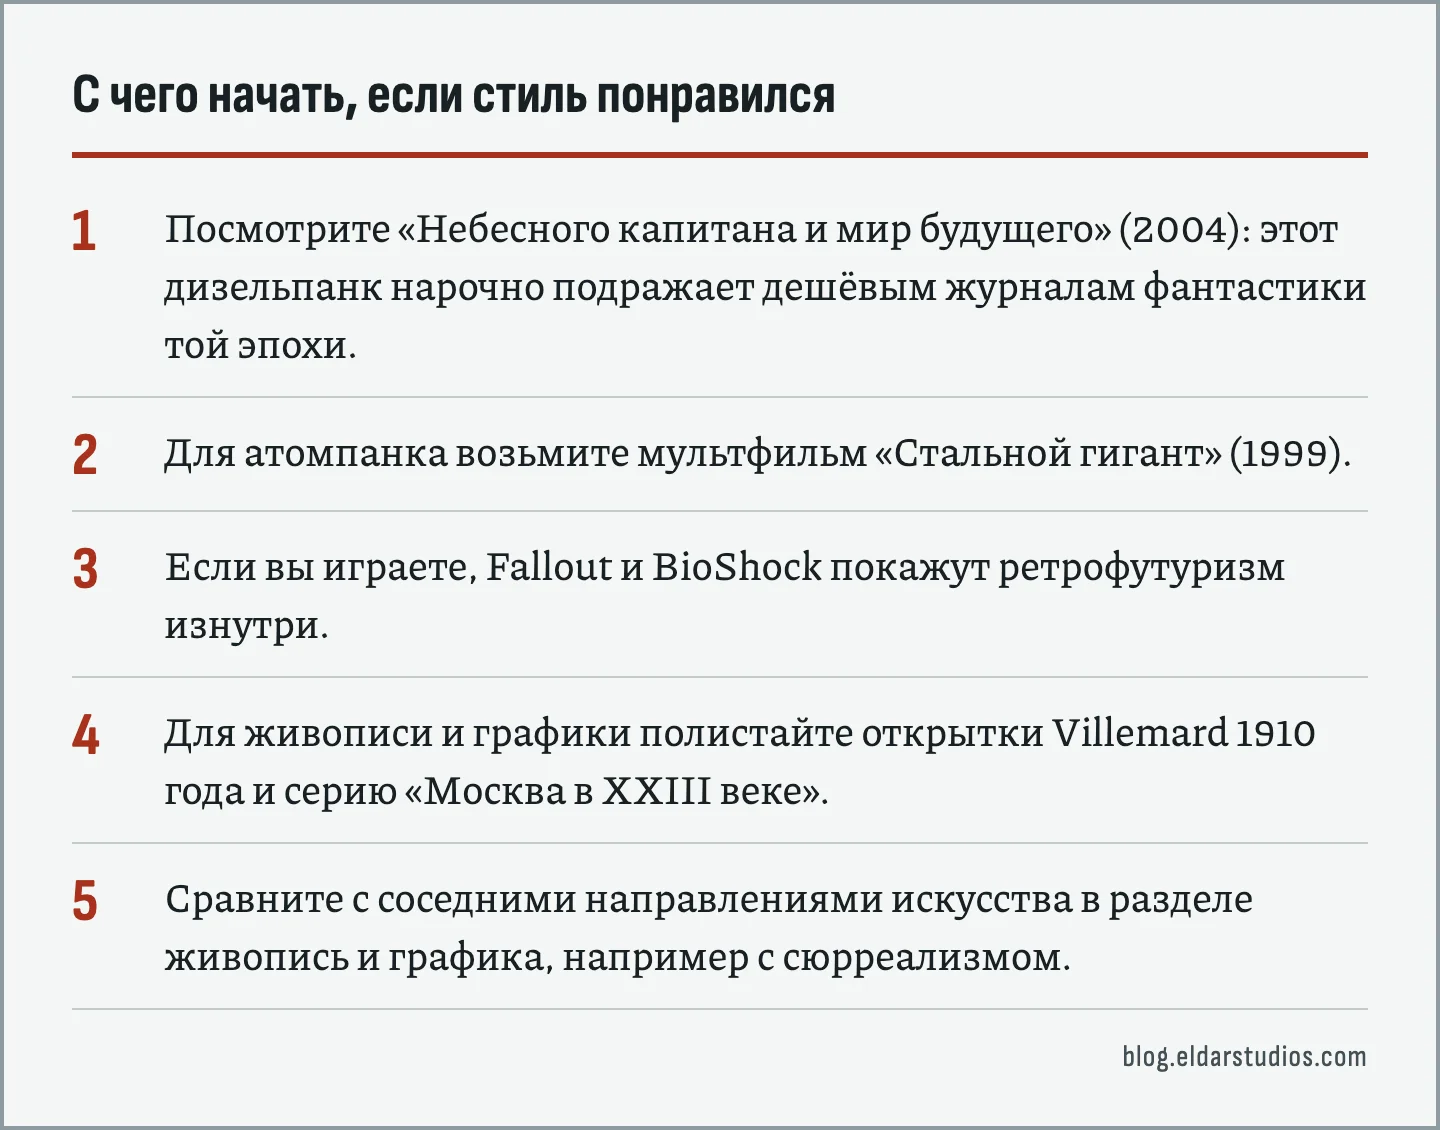 С чего начать, если стиль понравился
1 Посмотрите «Небесного капитана и мир будущего» (2004): этот
дизельпанк нарочно подражает дешёвым журналам фантастики
той эпохи.
2 Для атомпанка возьмите мультфильм «Стальной гигант» (1999).
3 Если вы играете, Fallout и BioShock покажут ретрофутуризм
изнутри.
4 Для живописи и графики полистайте открытки Villemard 1910
года и серию «Москва в XXIII веке».
5 Сравните с соседними направлениями искусства в разделе
живопись и графика, например с сюрреализмом.
blog.eldarstudios.com